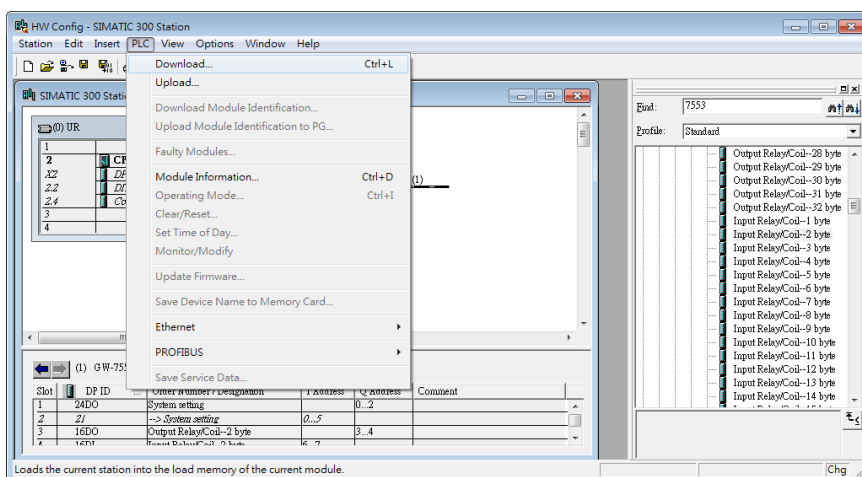 HW Config - SIMATIC 300 Station
Station Edit Insert PLC View Options Window Help
Download... Ctrl+L
Upload...
Download Module Identification...
Upload Module Identification to PG...
Faulty Modules...
Module Information... Ctrl+D
Operating Mode... Ctrl+I
Clear/Reset...
Set Time of Day...
Monitor/Modify
Update Firmware...
Save Device Name to Memory Card...
Ethernet
PROFIBUS
Save Service Data...
SIMATIC 300 Stati
(0) UR
1
2 CP
X2 DP
2.2 DI
2.4 Co
3
4
(1)
(1) GW-755
Slot DP ID ... Order Number / Designation I Address Q Address Comment
1 24DO System setting 0...2
2 21 --> System setting 0...5
3 16DO Output Relay/Coil--2 byte 3...4
4 16DI Input Relay/Coil--2 byte 6...7
Find: 7553
Profile: Standard
Output Relay/Coil--28 byte
Output Relay/Coil--29 byte
Output Relay/Coil--30 byte
Output Relay/Coil--31 byte
Output Relay/Coil--32 byte
Input Relay/Coil--1 byte
Input Relay/Coil--2 byte
Input Relay/Coil--3 byte
Input Relay/Coil--4 byte
Input Relay/Coil--5 byte
Input Relay/Coil--6 byte
Input Relay/Coil--7 byte
Input Relay/Coil--8 byte
Input Relay/Coil--9 byte
Input Relay/Coil--10 byte
Input Relay/Coil--11 byte
Input Relay/Coil--12 byte
Input Relay/Coil--13 byte
Input Relay/Coil--14 byte
Loads the current station into the load memory of the current module.
Chg